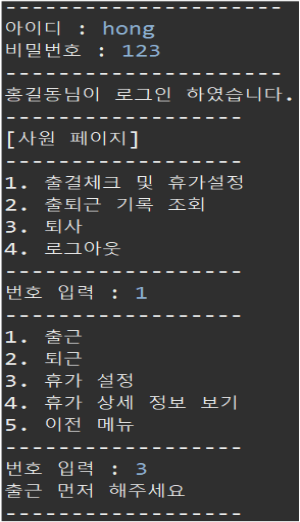 ----------------------
아이디 : hong
비밀번호 : 123
----------------------
홍길동님이 로그인 하였습니다.
-------------------
[사원 페이지]
-------------------
1. 출결체크 및 휴가설정
2. 출퇴근 기록 조회
3. 퇴사
4. 로그아웃
-------------------
번호 입력 : 1
-------------------
1. 출근
2. 퇴근
3. 휴가 설정
4. 휴가 상세 정보 보기
5. 이전 메뉴
-------------------
번호 입력 : 3
출근 먼저 해주세요
-------------------